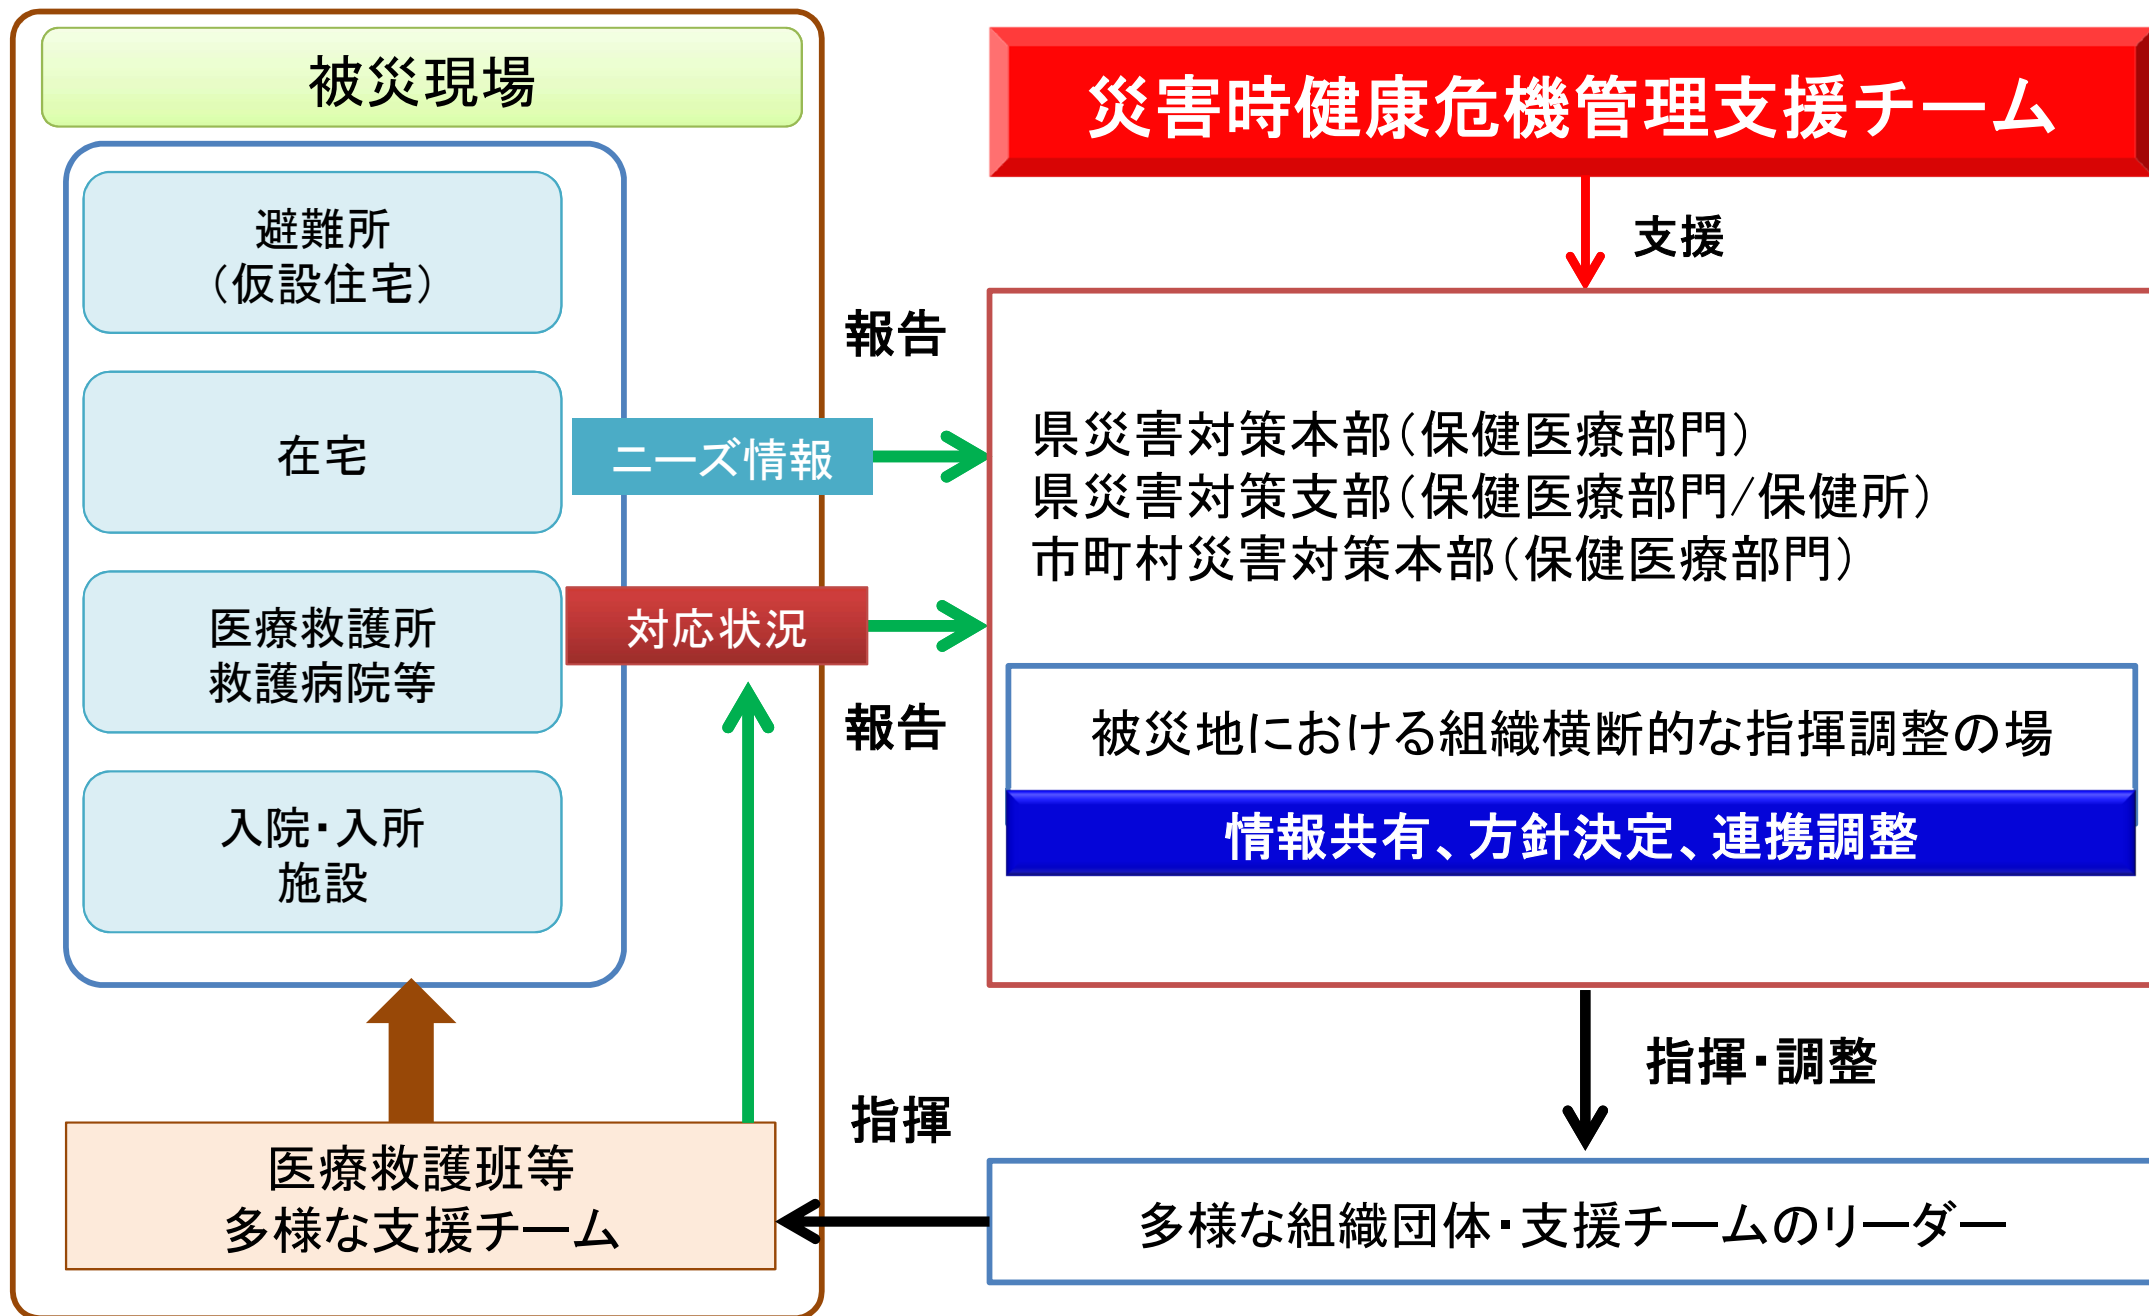 被災現場
避難所
（仮設住宅）
在宅
医療救護所
救護病院等
入院・入所
施設
ニーズ情報
対応状況
報告
報告
医療救護班等
多様な支援チーム
指揮
災害時健康危機管理支援チーム
支援
県災害対策本部（保健医療部門）
県災害対策支部（保健医療部門/保健所）
市町村災害対策本部（保健医療部門）
被災地における組織横断的な指揮調整の場
情報共有、方針決定、連携調整
指揮・調整
多様な組織団体・支援チームのリーダー